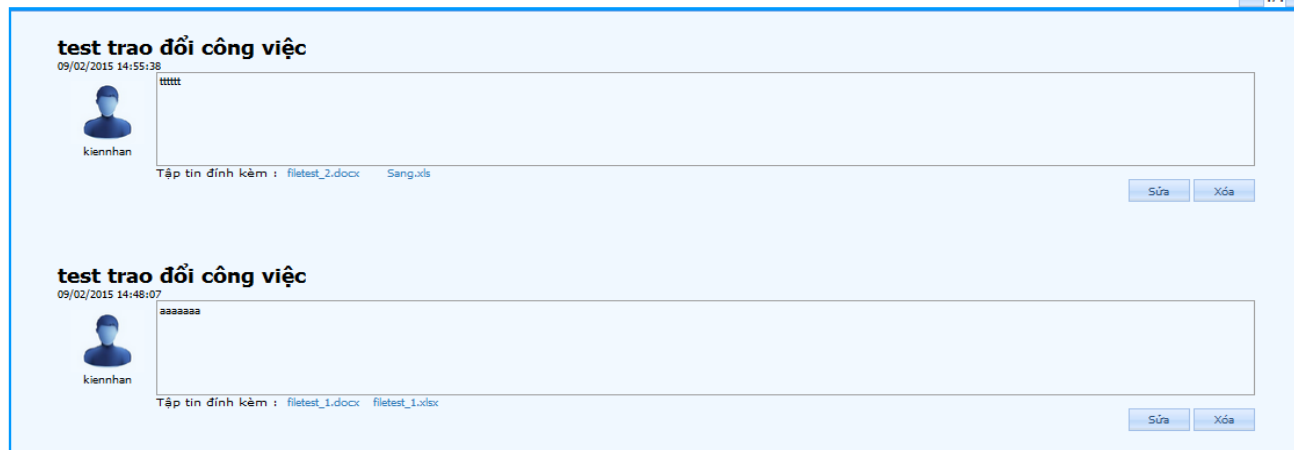 test trao đổi công việc
09/02/2015 14:55:38
tttttt
kiennhan
Tập tin đính kèm : filetest_2.docx Sang.xls
Sửa Xóa
test trao đổi công việc
09/02/2015 14:48:07
aaaaaaa
kiennhan
Tập tin đính kèm : filetest_1.docx filetest_1.xlsx
Sửa Xóa